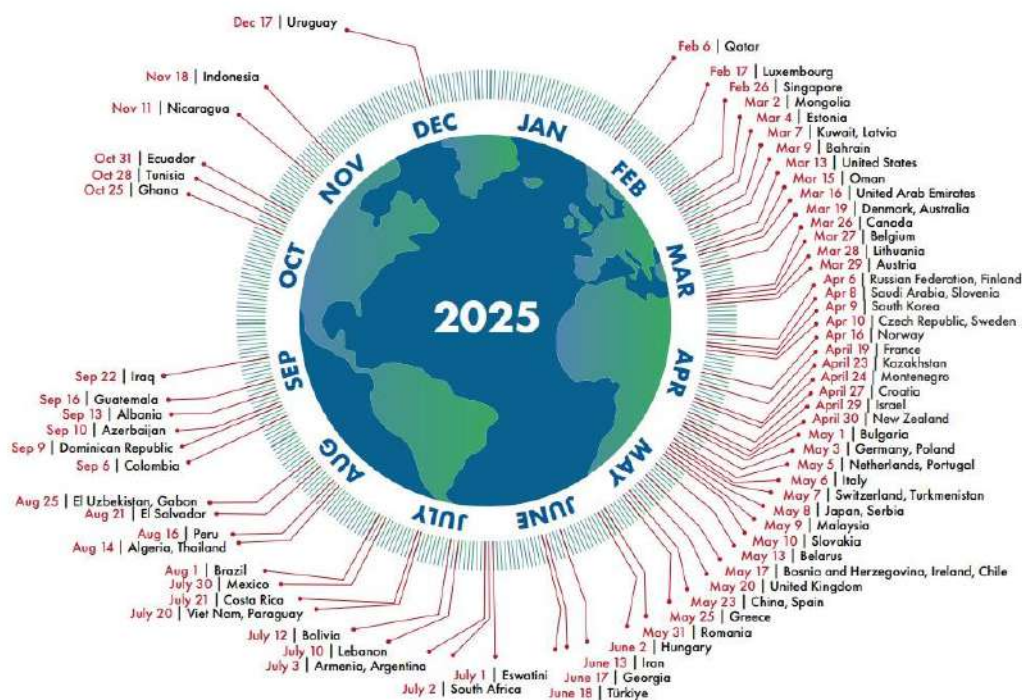 Dec 17 | Uruguay
Nov 18 | Indonesia
Nov 11 | Nicaragua
Oct 31 | Ecuador
Oct 28 | Tunisia
Oct 25 | Ghana
Sep 22 | Iraq
Sep 16 | Guatemala
Sep 13 | Albania
Sep 10 | Azerbaijan
Sep 9 | Dominican Republic
Sep 6 | Colombia
Aug 25 | El Uzbekistan, Gabon
Aug 21 | El Salvador
Aug 16 | Peru
Aug 14 | Algeria, Thailand
Aug 1 | Brazil
July 30 | Mexico
July 21 | Costa Rica
July 20 | Viet Nam, Paraguay
July 12 | Bolivia
July 10 | Lebanon
July 3 | Armenia, Argentina
July 1 | Eswatini
July 2 | South Africa
JAN
FEB
MAR
APR
MAY
JUNE
JULY
AUG
SEP
OCT
NOV
DEC
2025
Feb 6 | Qatar
Feb 17 | Luxembourg
Feb 26 | Singapore
Mar 2 | Mongolia
Mar 4 | Estonia
Mar 7 | Kuwait, Latvia
Mar 9 | Bahrain
Mar 13 | United States
Mar 15 | Oman
Mar 16 | United Arab Emirates
Mar 19 | Denmark, Australia
Mar 26 | Canada
Mar 27 | Belgium
Mar 28 | Lithuania
Mar 29 | Austria
Apr 6 | Russian Federation, Finland
Apr 8 | Saudi Arabia, Slovenia
Apr 9 | South Korea
Apr 10 | Czech Republic, Sweden
Apr 16 | Norway
April 19 | France
April 23 | Kazakhstan
April 24 | Montenegro
April 27 | Croatia
April 29 | Israel
April 30 | New Zealand
May 1 | Bulgaria
May 3 | Germany, Poland
May 5 | Netherlands, Portugal
May 6 | Italy
May 7 | Switzerland, Turkmenistan
May 8 | Japan, Serbia
May 9 | Malaysia
May 10 | Slovakia
May 13 | Belarus
May 17 | Bosnia and Herzegovina, Ireland, Chile
May 20 | United Kingdom
May 23 | China, Spain
May 25 | Greece
May 31 | Romania
June 2 | Hungary
June 13 | Iran
June 17 | Georgia
June 18 | Türkiye